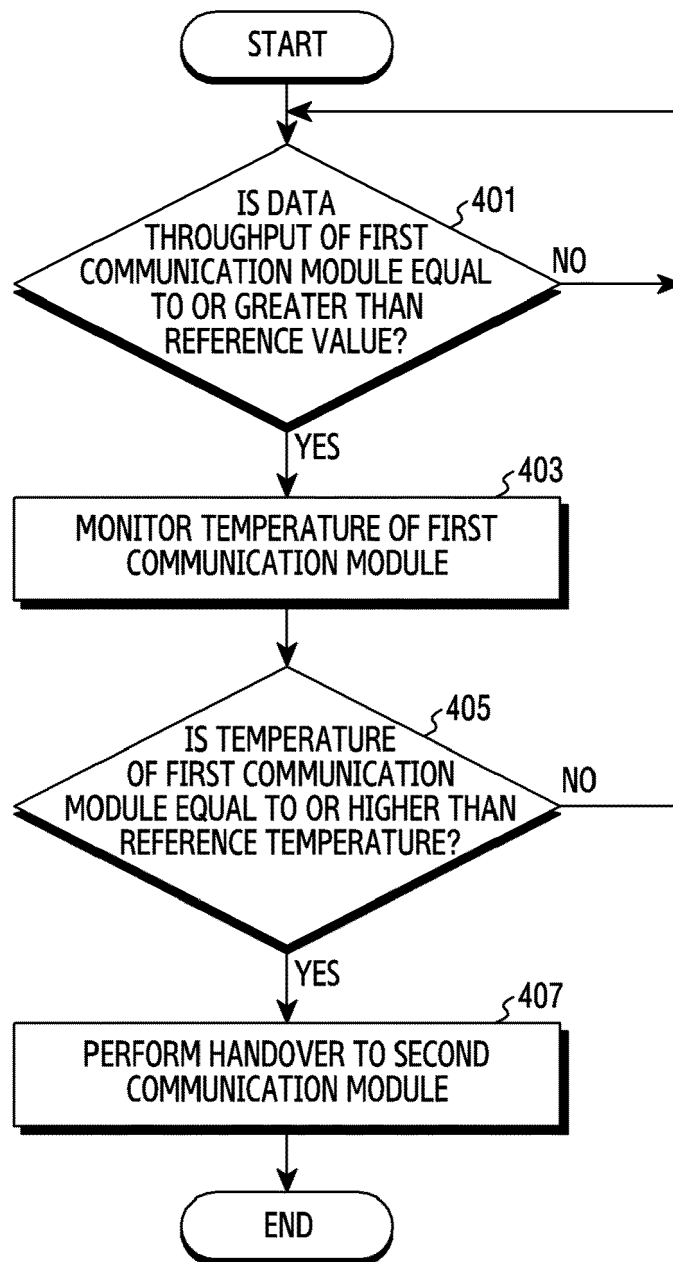 START
IS DATA
THROUGHPUT OF FIRST
COMMUNICATION MODULE EQUAL
TO OR GREATER THAN
REFERENCE VALUE?
401
NO
YES
403
MONITOR TEMPERATURE OF FIRST
COMMUNICATION MODULE
405
IS TEMPERATURE
OF FIRST COMMUNICATION
MODULE EQUAL TO OR HIGHER THAN
REFERENCE TEMPERATURE?
NO
YES
407
PERFORM HANDOVER TO SECOND
COMMUNICATION MODULE
END